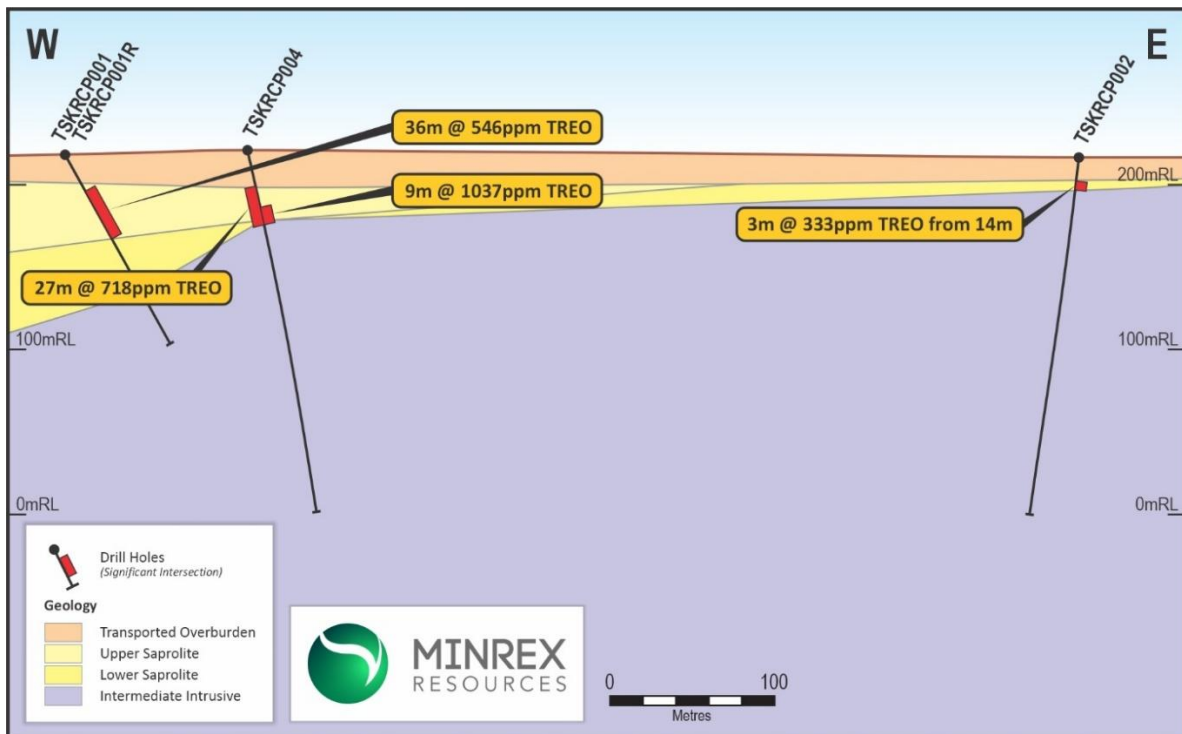 W
E
TSKRCP001
TSKRCP001R
TSKRCP004
TSKRCP002
36m @ 546ppm TREO
9m @ 1037ppm TREO
200mRL
3m @ 333ppm TREO from 14m
27m @ 718ppm TREO
100mRL
100mRL
0mRL
0mRL
Drill Holes
(Significant Intersection)
Geology
Transported Overburden
Upper Saprolite
Lower Saprolite
Intermediate Intrusive
MINREX
RESOURCES
0 100
Metres